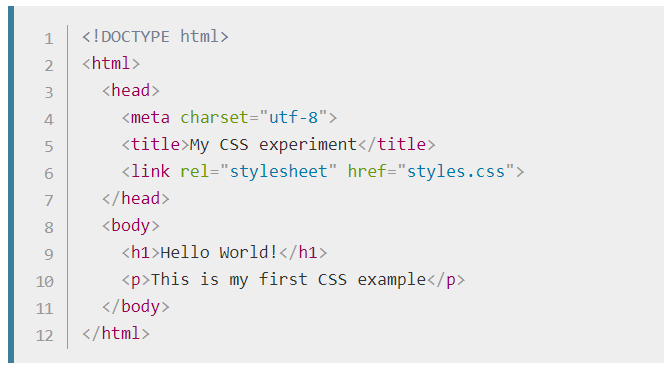 1 <!DOCTYPE html>
2 <html>
3   <head>
4     <meta charset="utf-8">
5     <title>My CSS experiment</title>
6     <link rel="stylesheet" href="styles.css">
7   </head>
8   <body>
9     <h1>Hello World!</h1>
10     <p>This is my first CSS example</p>
11   </body>
12 </html>